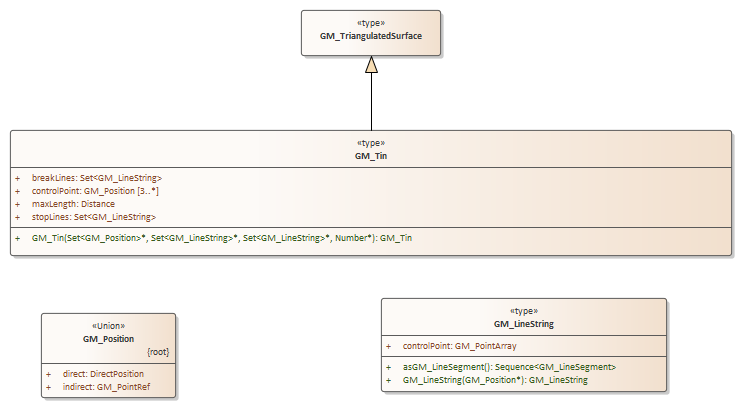 «type»
GM_TriangulatedSurface
«type»
GM_Tin
+ breakLines: Set<GM_LineString>
+ controlPoint: GM_Position [3..*]
+ maxLength: Distance
+ stopLines: Set<GM_LineString>
+ GM_Tin(Set<GM_Position>*, Set<GM_LineString>*, Set<GM_LineString>*, Number*): GM_Tin
«Union»
GM_Position
{root}
+ direct: DirectPosition
+ indirect: GM_PointRef
«type»
GM_LineString
+ controlPoint: GM_PointArray
+ asGM_LineSegment(): Sequence<GM_LineSegment>
+ GM_LineString(GM_Position*): GM_LineString